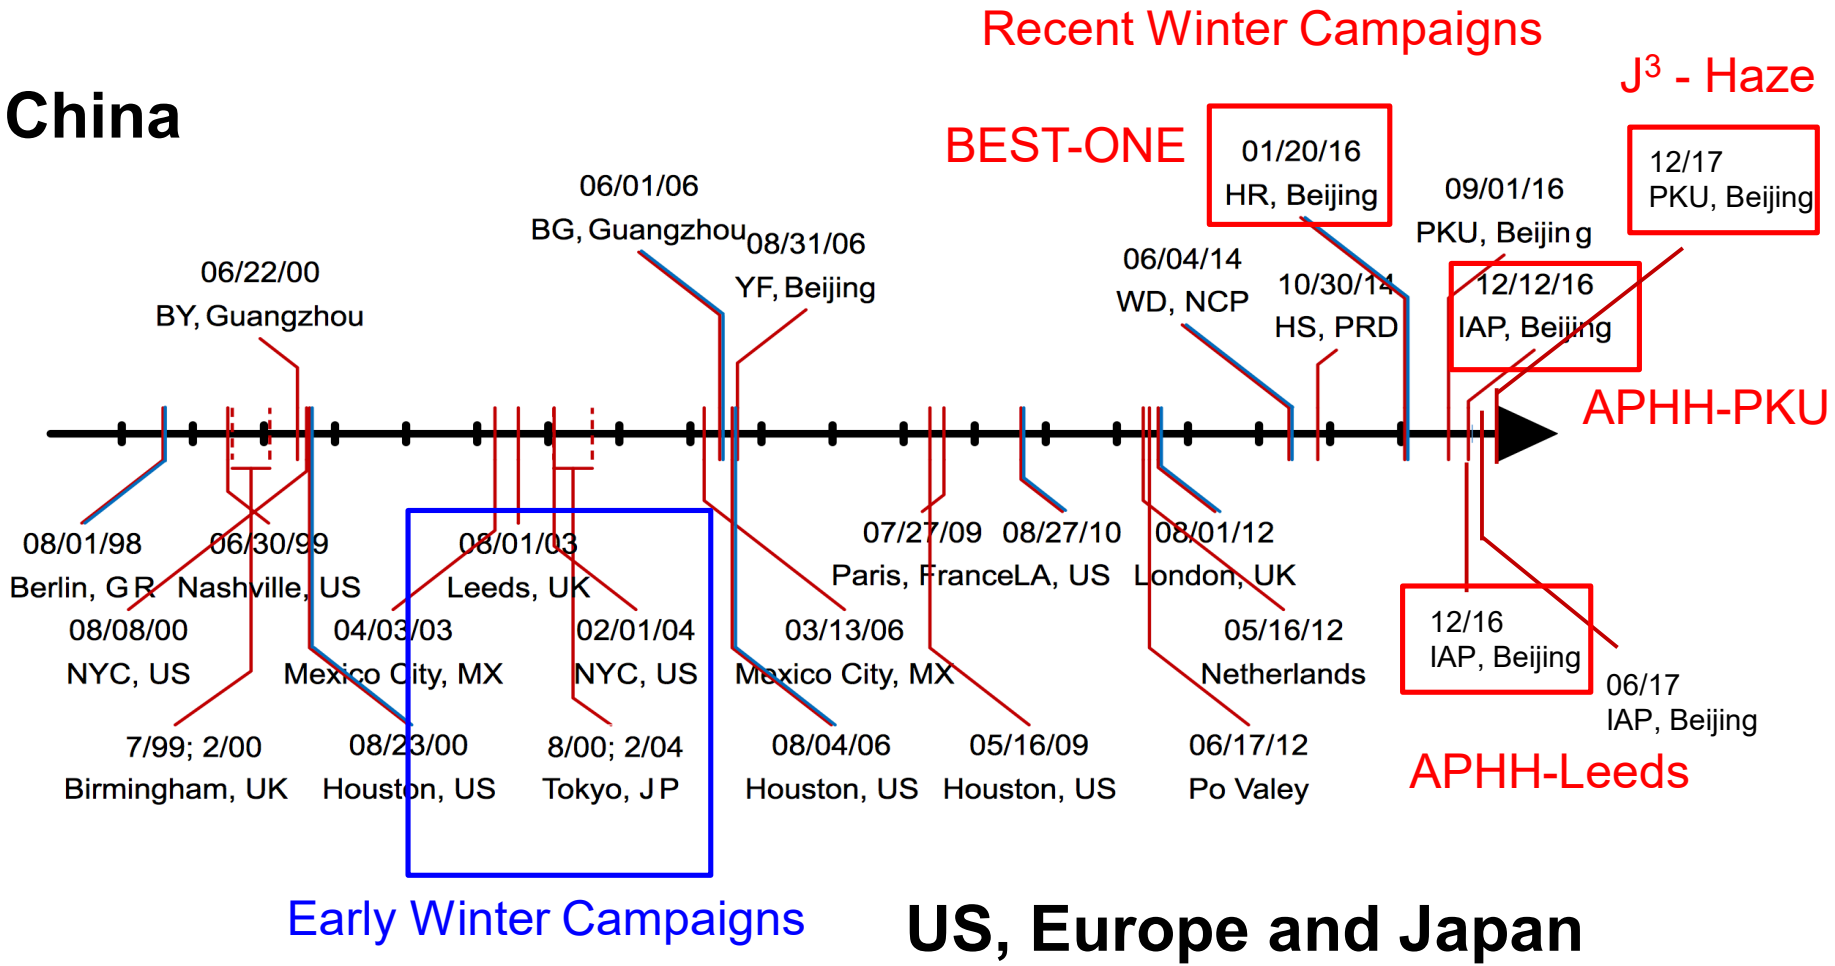 Recent Winter Campaigns
J³ - Haze
China
BEST-ONE
01/20/16
HR, Beijing
12/17
PKU, Beijing
06/01/06
BG, Guangzhou
09/01/16
PKU, Beijing
08/31/06
YF, Beijing
06/04/14
WD, NCP
06/22/00
BY, Guangzhou
10/30/14
HS, PRD
12/12/16
IAP, Beijing
APHH-PKU
08/01/98
Berlin, GR
06/30/99
Nashville, US
08/01/03
Leeds, UK
07/27/09
Paris, France
08/27/10
LA, US
08/01/12
London, UK
08/08/00
NYC, US
04/03/03
Mexico City, MX
02/01/04
NYC, US
03/13/06
Mexico City, MX
05/16/12
Netherlands
12/16
IAP, Beijing
06/17
IAP, Beijing
7/99; 2/00
Birmingham, UK
08/23/00
Houston, US
8/00; 2/04
Tokyo, JP
08/04/06
Houston, US
05/16/09
Houston, US
06/17/12
Po Valey
APHH-Leeds
Early Winter Campaigns
US, Europe and Japan